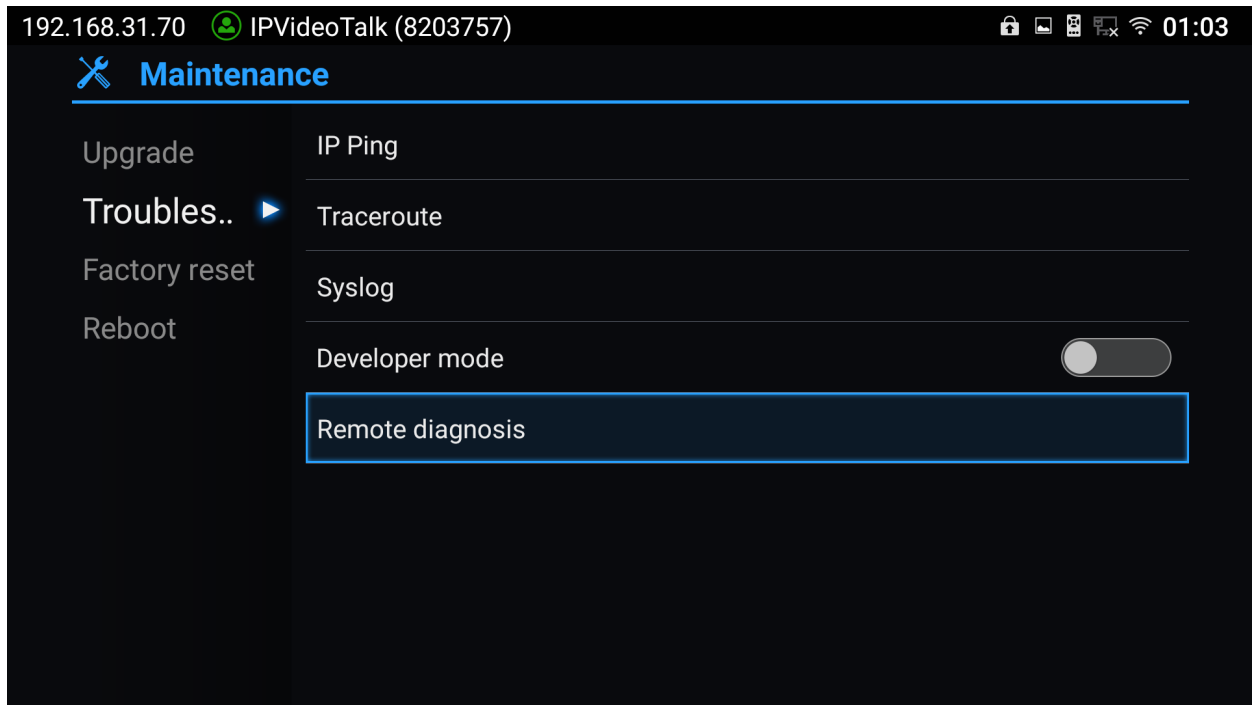 192.168.31.70 IPVideoTalk (8203757) 01:03
Maintenance
Upgrade
Troubles..
Factory reset
Reboot
IP Ping
Traceroute
Syslog
Developer mode
Remote diagnosis